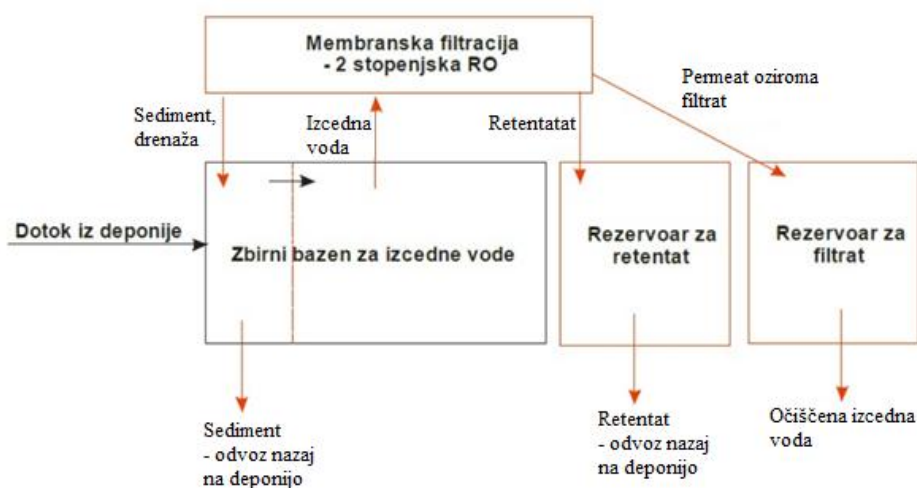 Membranska filtracija
- 2 stopenjska RO
Permeat oziroma
filtrat
Sediment,
drenaža
Izcedna
voda
Retentatat
Dotok iz deponije
Zbirni bazen za izcedne vode
Rezervoar za
retentat
Rezervoar za
filtrat
Sediment
- odvoz nazaj
na deponijo
Retentat
- odvoz nazaj
na deponijo
Očiščena izcedna
voda